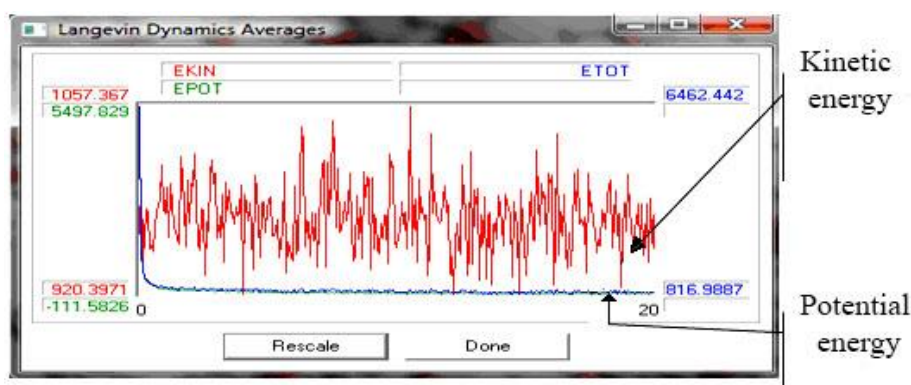 Langevin Dynamics Averages
EKIN
ETOT
EPOT
1057.367
5497.829
6462.442
920.3971
-111.5826
816.9887
0
20
Rescale
Done
Kinetic
energy
Potential
energy